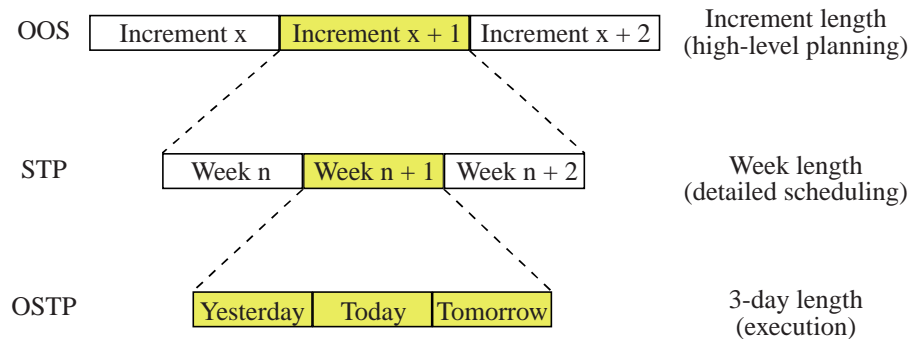 OOS Increment x Increment x + 1 Increment x + 2 Increment length
(high-level planning)
STP Week n Week n + 1 Week n + 2 Week length
(detailed scheduling)
OSTP Yesterday Today Tomorrow 3-day length
(execution)